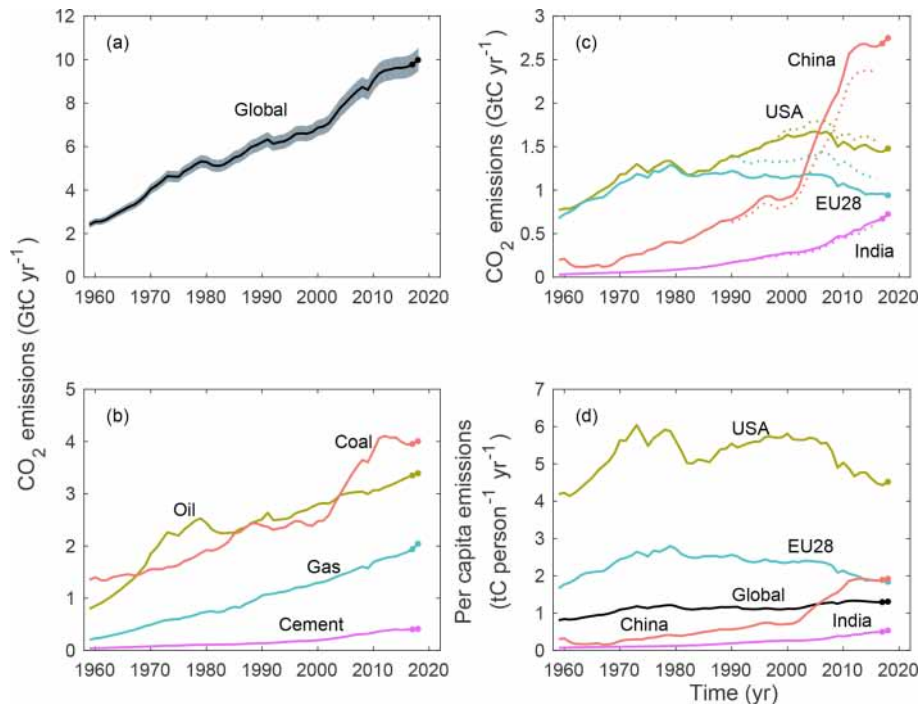 CO2 emissions (GtC yr-1)
12
10
8
6
4
2
0
(a)
Global
1960 1970 1980 1990 2000 2010 2020
CO2 emissions (GtC yr-1)
3
2.5
2
1.5
1
0.5
0
(c)
China
USA
EU28
India
1960 1970 1980 1990 2000 2010 2020
5
4
3
2
1
0
(b)
Coal
Oil
Gas
Cement
1960 1970 1980 1990 2000 2010 2020
Per capita emissions
(tC person-1 yr-1)
7
6
5
4
3
2
1
0
(d)
USA
EU28
Global
China
India
1960 1970 1980 1990 2000 2010 2020
Time (yr)